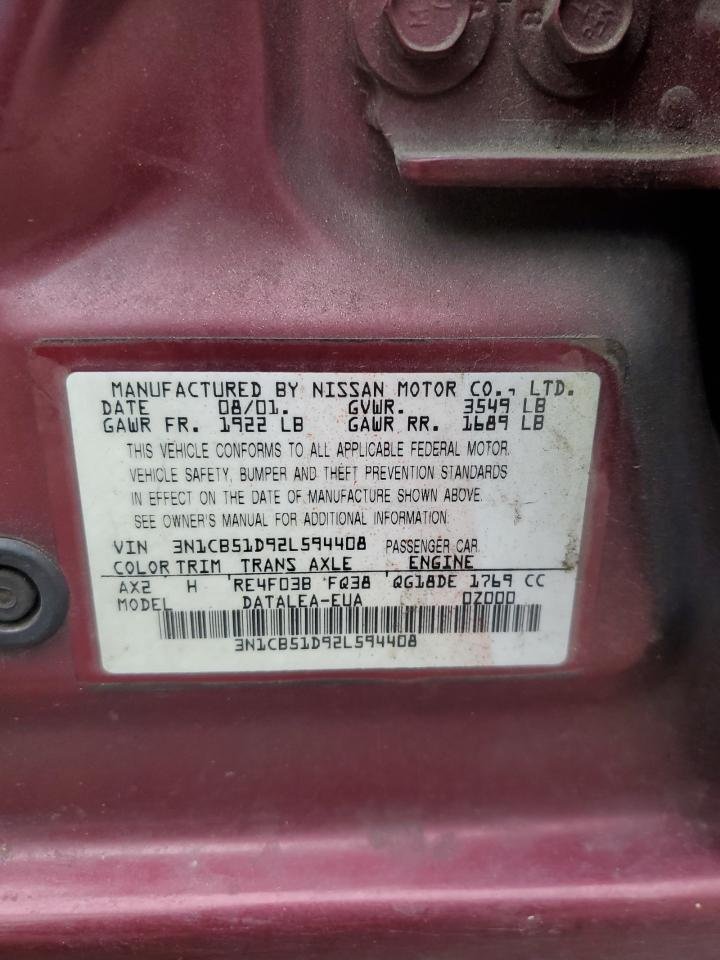 MANUFACTURED BY NISSAN MOTOR CO., LTD.
DATE 08/01. GVWR. 3549 LB
GAWR FR. 1922 LB GAWR RR. 1689 LB
THIS VEHICLE CONFORMS TO ALL APPLICABLE FEDERAL MOTOR
VEHICLE SAFETY, BUMPER AND THEFT PREVENTION STANDARDS
IN EFFECT ON THE DATE OF MANUFACTURE SHOWN ABOVE.
SEE OWNER'S MANUAL FOR ADDITIONAL INFORMATION.
VIN 3N1CB51D92L594408 PASSENGER CAR
COLOR TRIM TRANS AXLE ENGINE
AX2 H RE4F03B FQ38 QG18DE 1769 CC
MODEL DATALEA-EUA 0Z000
3N1CB51D92L594408